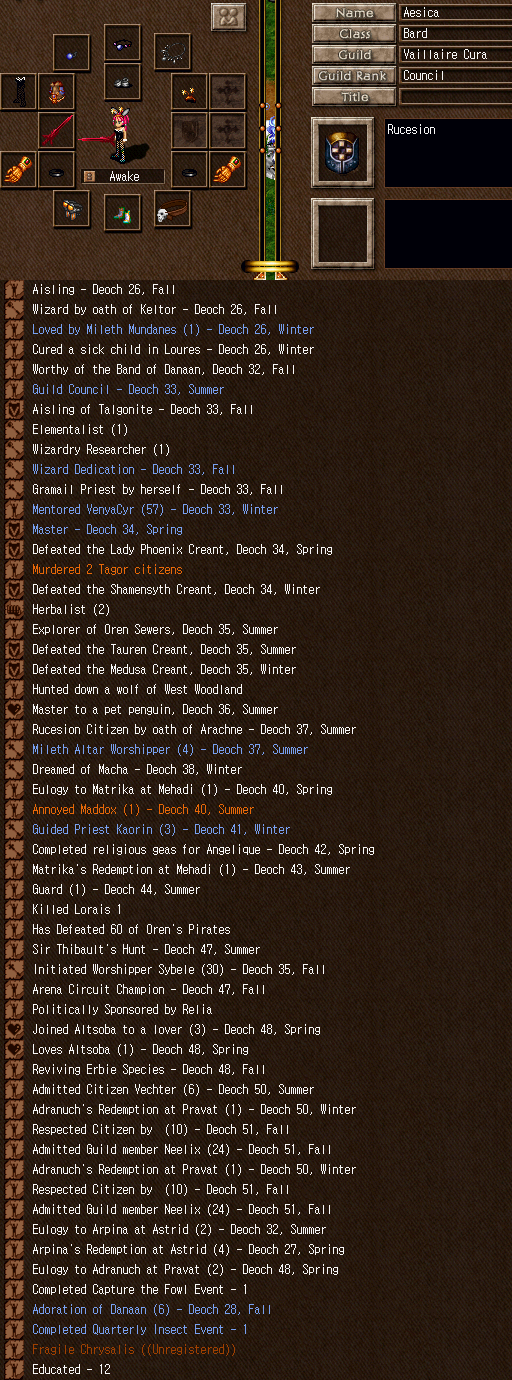 Name Aesica
Class Bard
Guild Vaillaire Cura
Guild Rank Council
Title
Rucesion
8 Awake
Aisling - Deoch 26, Fall
Wizard by oath of Keltor - Deoch 26, Fall
Loved by Mileth Mundanes (1) - Deoch 26, Winter
Cured a sick child in Loures - Deoch 26, Winter
Worthy of the Band of Danaan, Deoch 32, Fall
Guild Council - Deoch 33, Summer
Aisling of Talgonite - Deoch 33, Fall
Elementalist (1)
Wizardry Researcher (1)
Wizard Dedication - Deoch 33, Fall
Gramail Priest by herself - Deoch 33, Fall
Mentored VenyaCyr (57) - Deoch 33, Winter
Master - Deoch 34, Spring
Defeated the Lady Phoenix Creant, Deoch 34, Spring
Murdered 2 Tagor citizens
Defeated the Shamensyth Creant, Deoch 34, Winter
Herbalist (2)
Explorer of Oren Sewers, Deoch 35, Summer
Defeated the Tauren Creant, Deoch 35, Summer
Defeated the Medusa Creant, Deoch 35, Winter
Hunted down a wolf of West Woodland
Master to a pet penguin, Deoch 36, Summer
Rucesion Citizen by oath of Arachne - Deoch 37, Summer
Mileth Altar Worshipper (4) - Deoch 37, Summer
Dreamed of Macha - Deoch 38, Winter
Eulogy to Matrika at Mehadi (1) - Deoch 40, Spring
Annoyed Maddox (1) - Deoch 40, Summer
Guided Priest Kaorin (3) - Deoch 41, Winter
Completed religious geas for Angelique - Deoch 42, Spring
Matrika's Redemption at Mehadi (1) - Deoch 43, Summer
Guard (1) - Deoch 44, Summer
Killed Lorais 1
Has Defeated 60 of Oren's Pirates
Sir Thibault's Hunt - Deoch 47, Summer
Initiated Worshipper Sybele (30) - Deoch 35, Fall
Arena Circuit Champion - Deoch 47, Fall
Politically Sponsored by Relia
Joined Altsoba to a lover (3) - Deoch 48, Spring
Loves Altsoba (1) - Deoch 48, Spring
Reviving Erbie Species - Deoch 48, Fall
Admitted Citizen Vechter (6) - Deoch 50, Summer
Adranuch's Redemption at Pravat (1) - Deoch 50, Winter
Respected Citizen by (10) - Deoch 51, Fall
Admitted Guild member Neelix (24) - Deoch 51, Fall
Adranuch's Redemption at Pravat (1) - Deoch 50, Winter
Respected Citizen by (10) - Deoch 51, Fall
Admitted Guild member Neelix (24) - Deoch 51, Fall
Eulogy to Arpina at Astrid (2) - Deoch 32, Summer
Arpina's Redemption at Astrid (4) - Deoch 27, Spring
Eulogy to Adranuch at Pravat (2) - Deoch 48, Spring
Completed Capture the Fowl Event - 1
Adoration of Danaan (6) - Deoch 28, Fall
Completed Quarterly Insect Event - 1
Fragile Chrysalis ((Unregistered))
Educated - 12